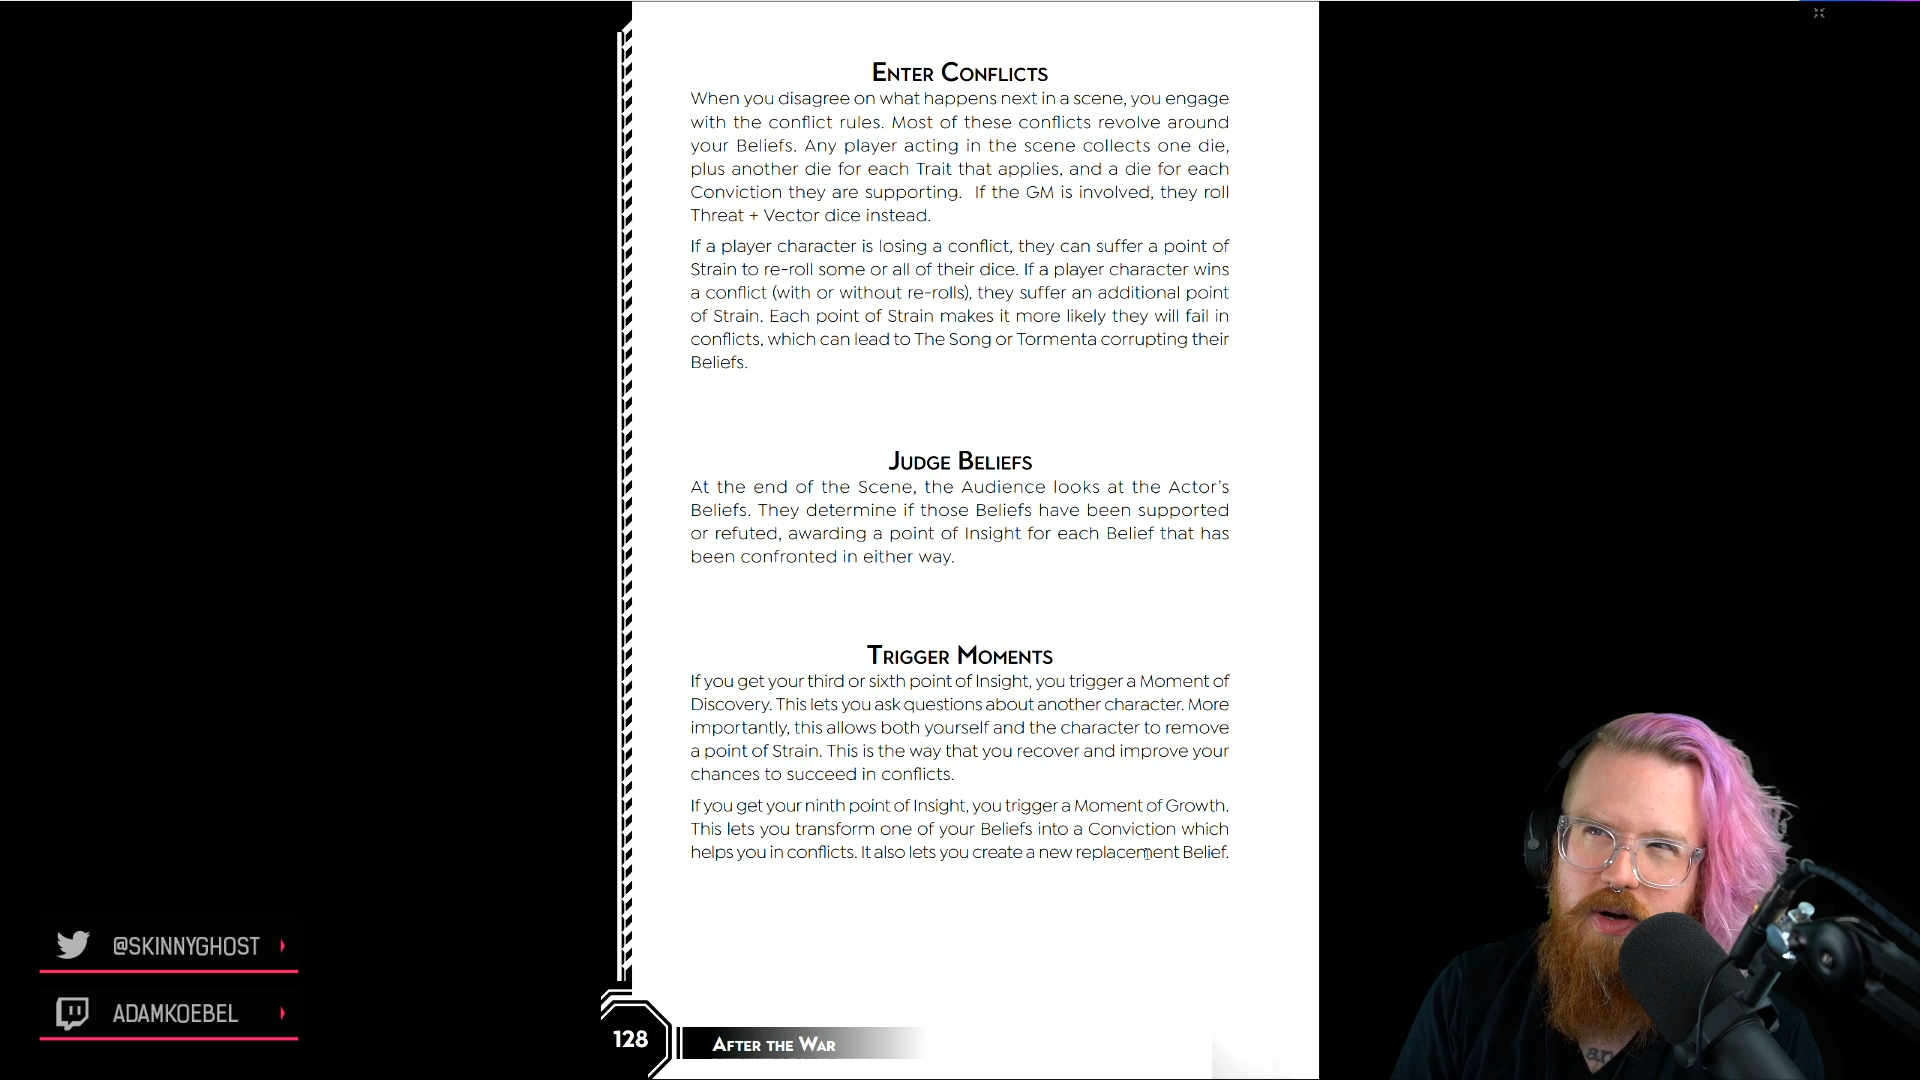 Enter Conflicts
When you disagree on what happens next in a scene, you engage
with the conflict rules. Most of these conflicts revolve around
your Beliefs. Any player acting in the scene collects one die,
plus another die for each Trait that applies, and a die for each
Conviction they are supporting. If the GM is involved, they roll
Threat + Vector dice instead.
If a player character is losing a conflict, they can suffer a point of
Strain to re-roll some or all of their dice. If a player character wins
a conflict (with or without re-rolls), they suffer an additional point
of Strain. Each point of Strain makes it more likely they will fail in
conflicts, which can lead to The Song or Tormenta corrupting their
Beliefs.
Judge Beliefs
At the end of the Scene, the Audience looks at the Actor's
Beliefs. They determine if those Beliefs have been supported
or refuted, awarding a point of Insight for each Belief that has
been confronted in either way.
Trigger Moments
If you get your third or sixth point of Insight, you trigger a Moment of
Discovery. This lets you ask questions about another character. More
importantly, this allows both yourself and the character to remove
a point of Strain. This is the way that you recover and improve your
chances to succeed in conflicts.
If you get your ninth point of Insight, you trigger a Moment of Growth.
This lets you transform one of your Beliefs into a Conviction which
helps you in conflicts. It also lets you create a new replacement Belief.
@SKINNYGHOST
ADAMKOEBEL
128
After the War